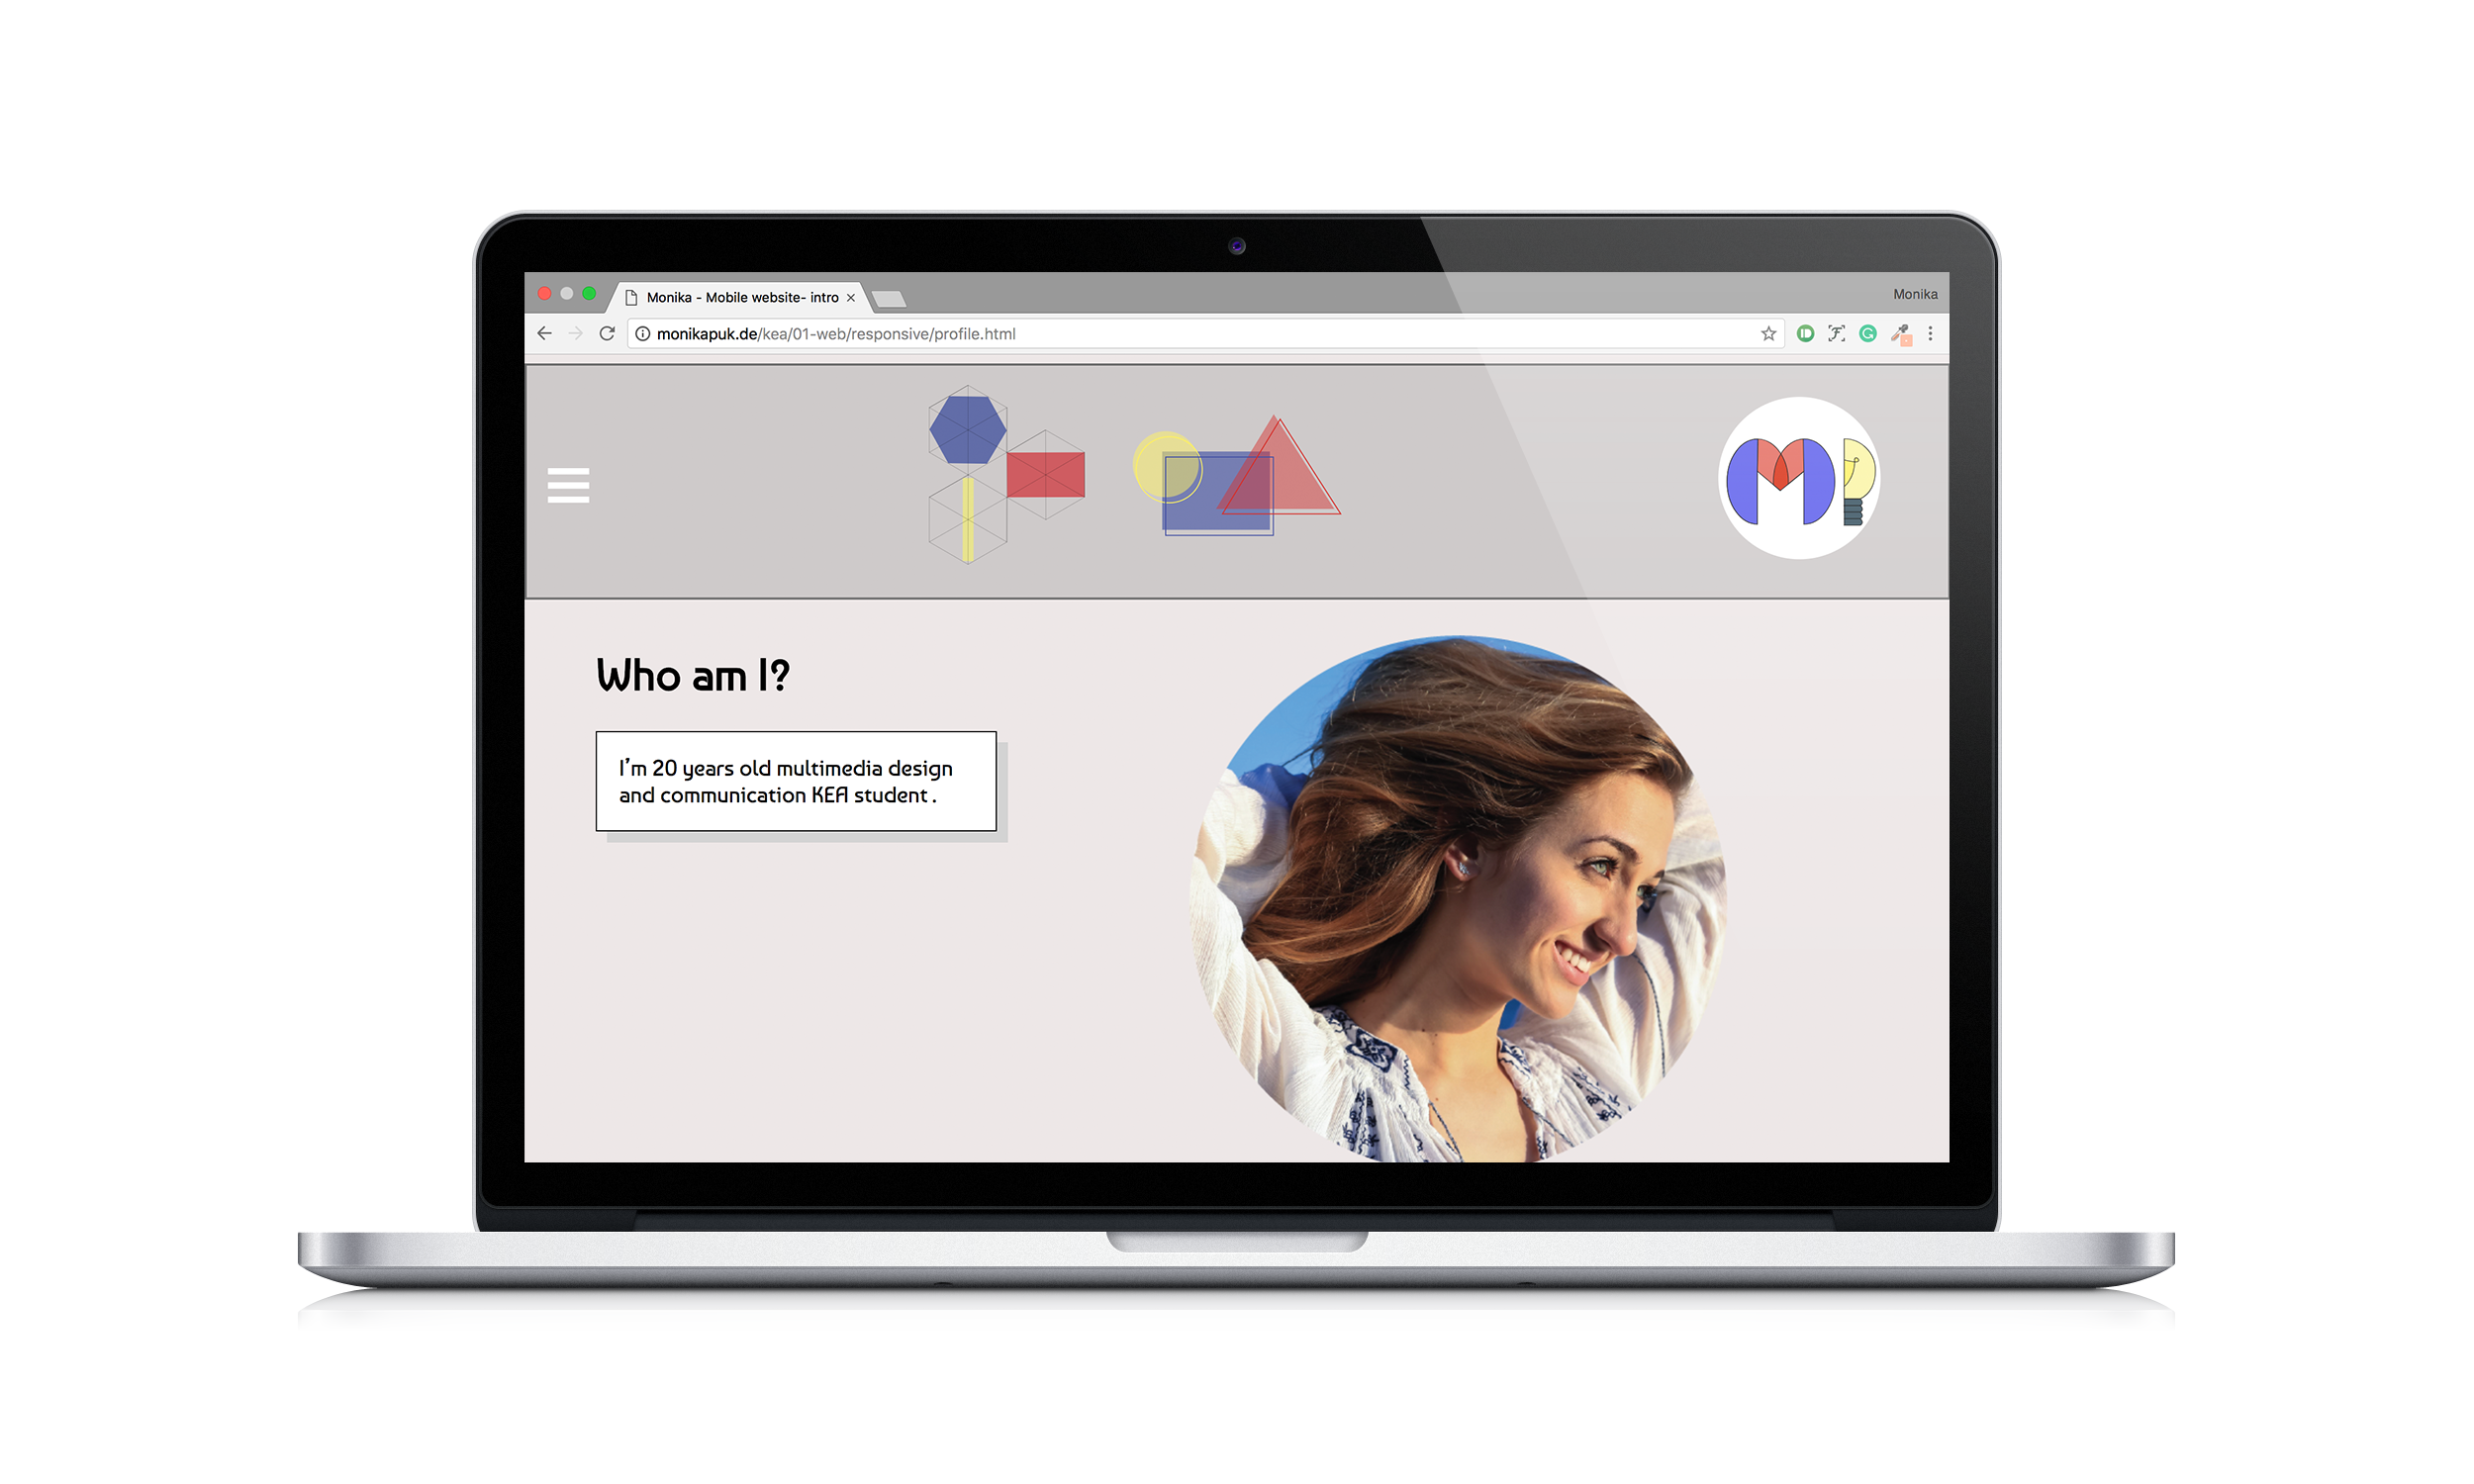 Monika - Mobile website- intro
Monika
monikapuk.de/kea/01-web/responsive/profile.html
MP
Who am I?
I'm 20 years old multimedia design
and communication KEA student .